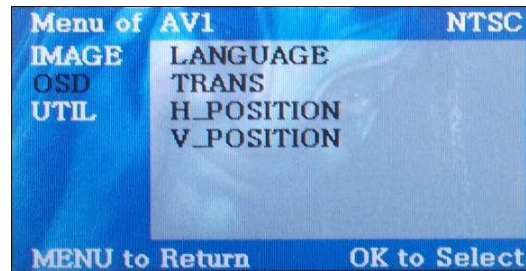 Menu of AV1 NTSC
IMAGE LANGUAGE
OSD TRANS
UTIL H_POSITION
V_POSITION
MENU to Return OK to Select